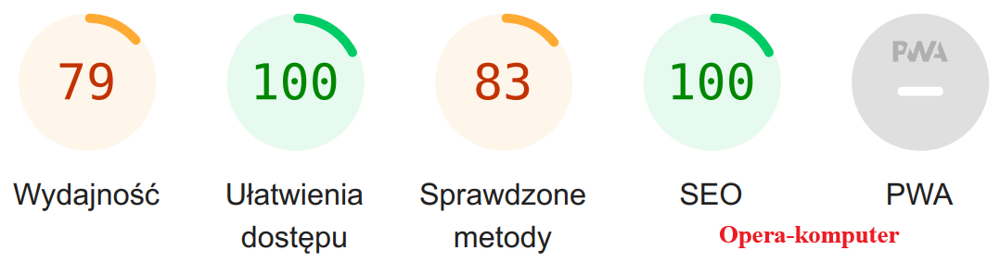 79 100 83 100 PWA
Wydajność Ułatwienia dostępu Sprawdzone metody SEO PWA
Opera-komputer